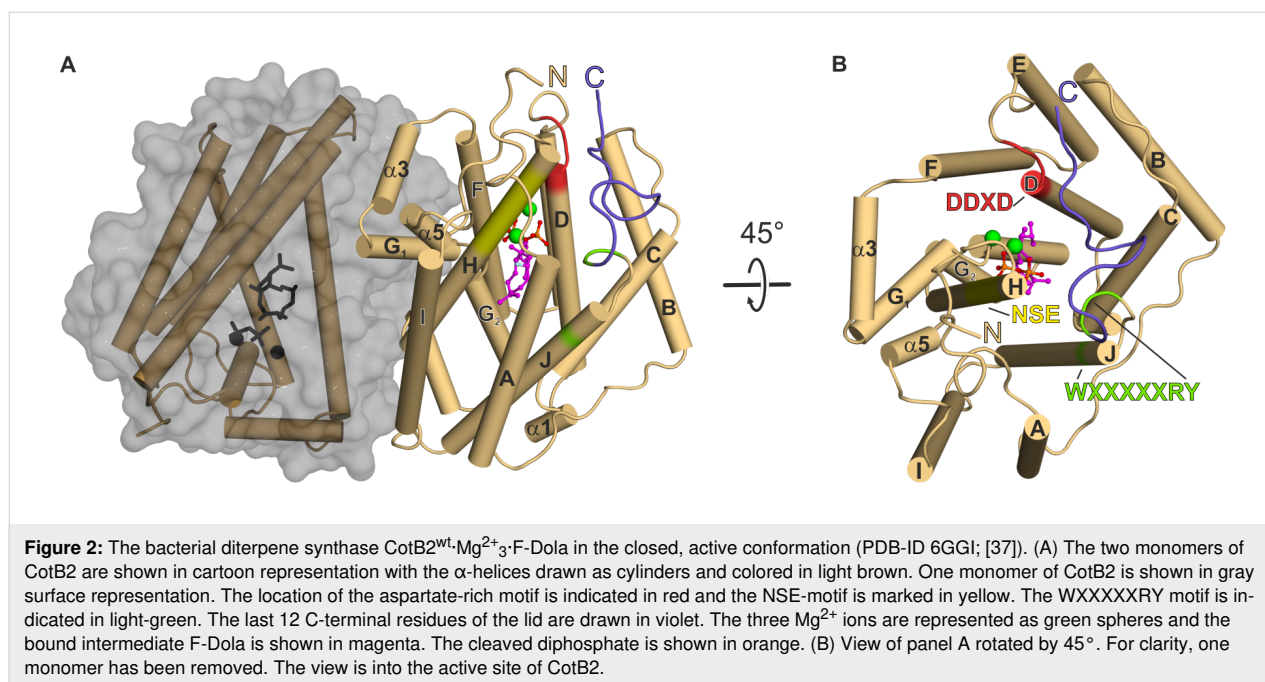 A
N
C
α3
F
D
α5
G₁
H
C
I
G₂
B
A
J
α1
45°
B
E
C
B
F
D
DDXD
C
α3
G₂
G₁
H
NSE
N
α5
J
WXXXXXRY
A
I
Figure 2: The bacterial diterpene synthase CotB2ʷᵗ·Mg²⁺₃·F-Dola in the closed, active conformation (PDB-ID 6GGI; [37]). (A) The two monomers of
CotB2 are shown in cartoon representation with the α-helices drawn as cylinders and colored in light brown. One monomer of CotB2 is shown in gray
surface representation. The location of the aspartate-rich motif is indicated in red and the NSE-motif is marked in yellow. The WXXXXXRY motif is in-
dicated in light-green. The last 12 C-terminal residues of the lid are drawn in violet. The three Mg²⁺ ions are represented as green spheres and the
bound intermediate F-Dola is shown in magenta. The cleaved diphosphate is shown in orange. (B) View of panel A rotated by 45°. For clarity, one
monomer has been removed. The view is into the active site of CotB2.